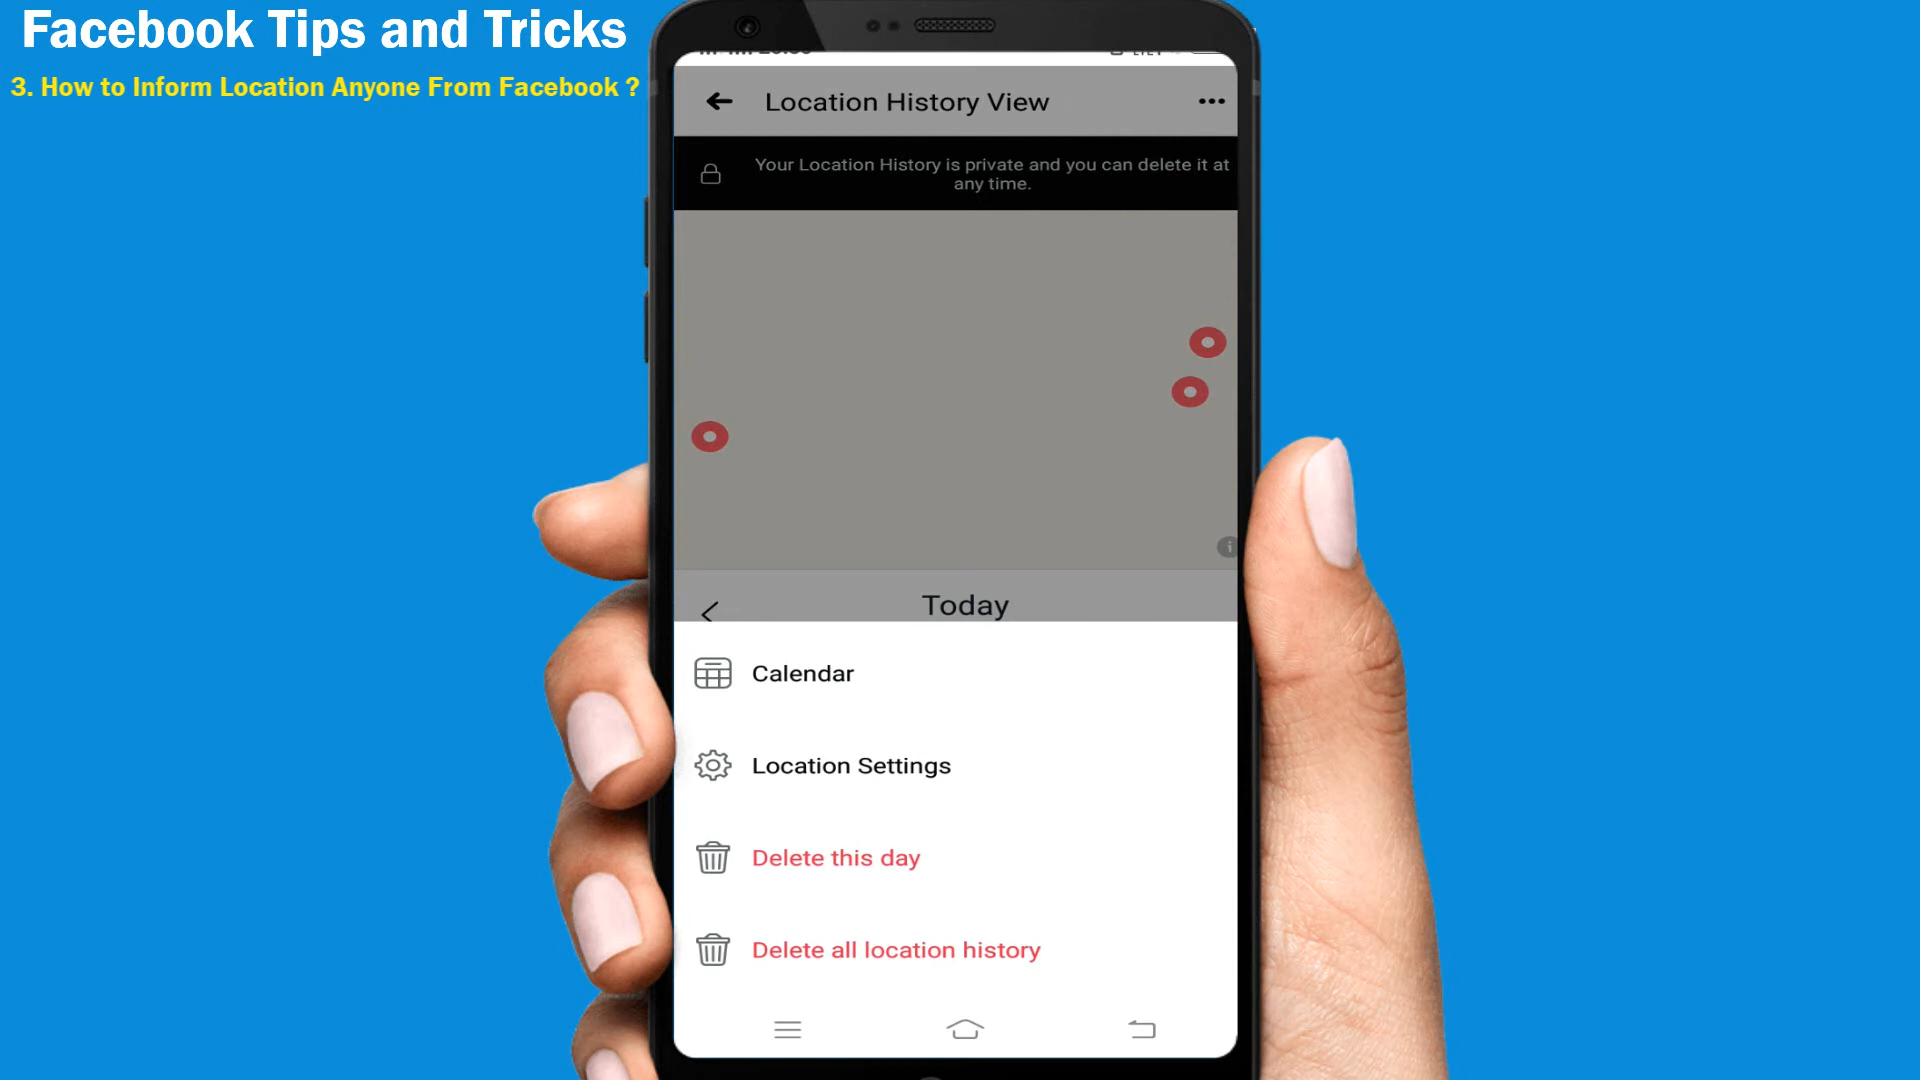 Facebook Tips and Tricks
3. How to Inform Location Anyone From Facebook ?
Location History View
Your Location History is private and you can delete it at
any time.
Today
Calendar
Location Settings
Delete this day
Delete all location history